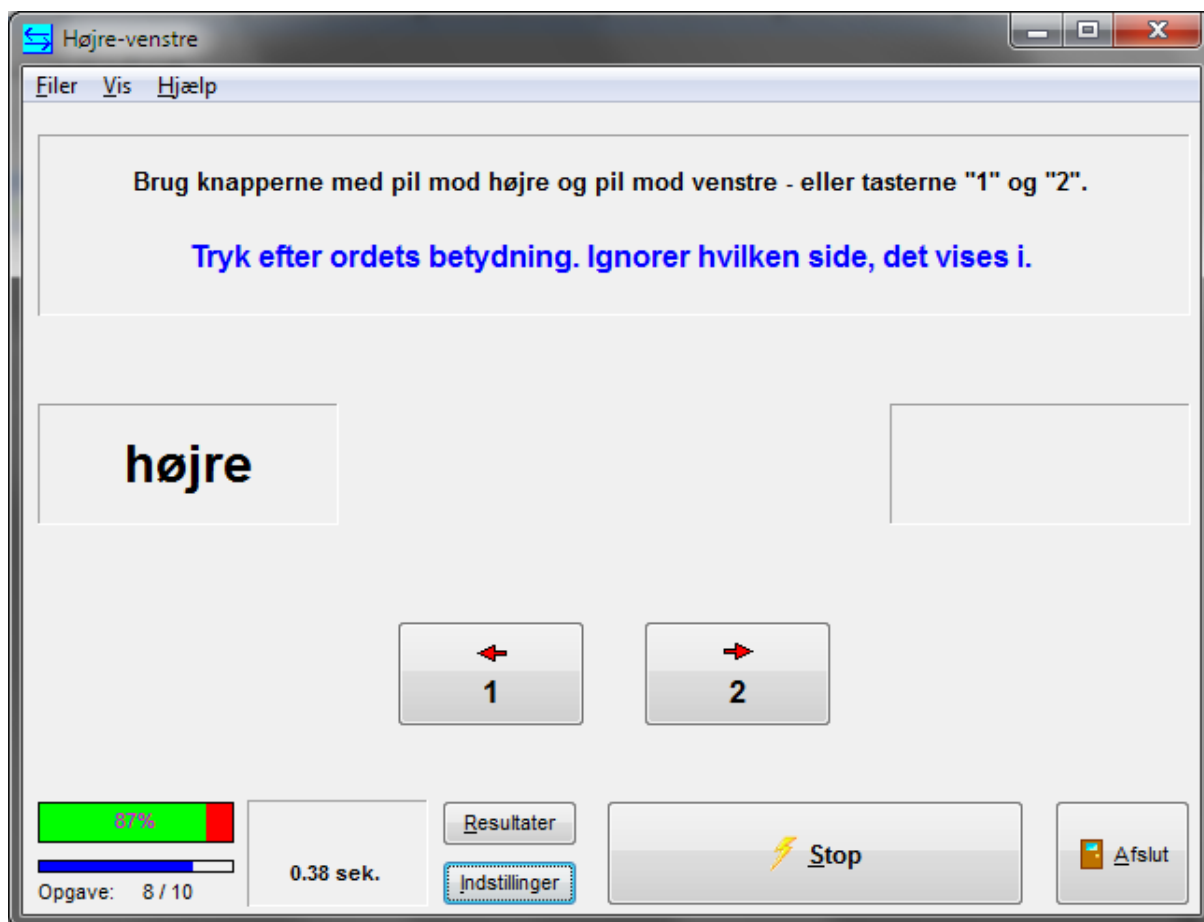 Højre-venstre
Filer Vis Hjælp
Brug knapperne med pil mod højre og pil mod venstre - eller tasterne "1" og "2".
Tryk efter ordets betydning. Ignorer hvilken side, det vises i.
højre
1 2
87%
Opgave: 8 / 10
0.38 sek.
Resultater
Indstillinger
Stop
Afslut